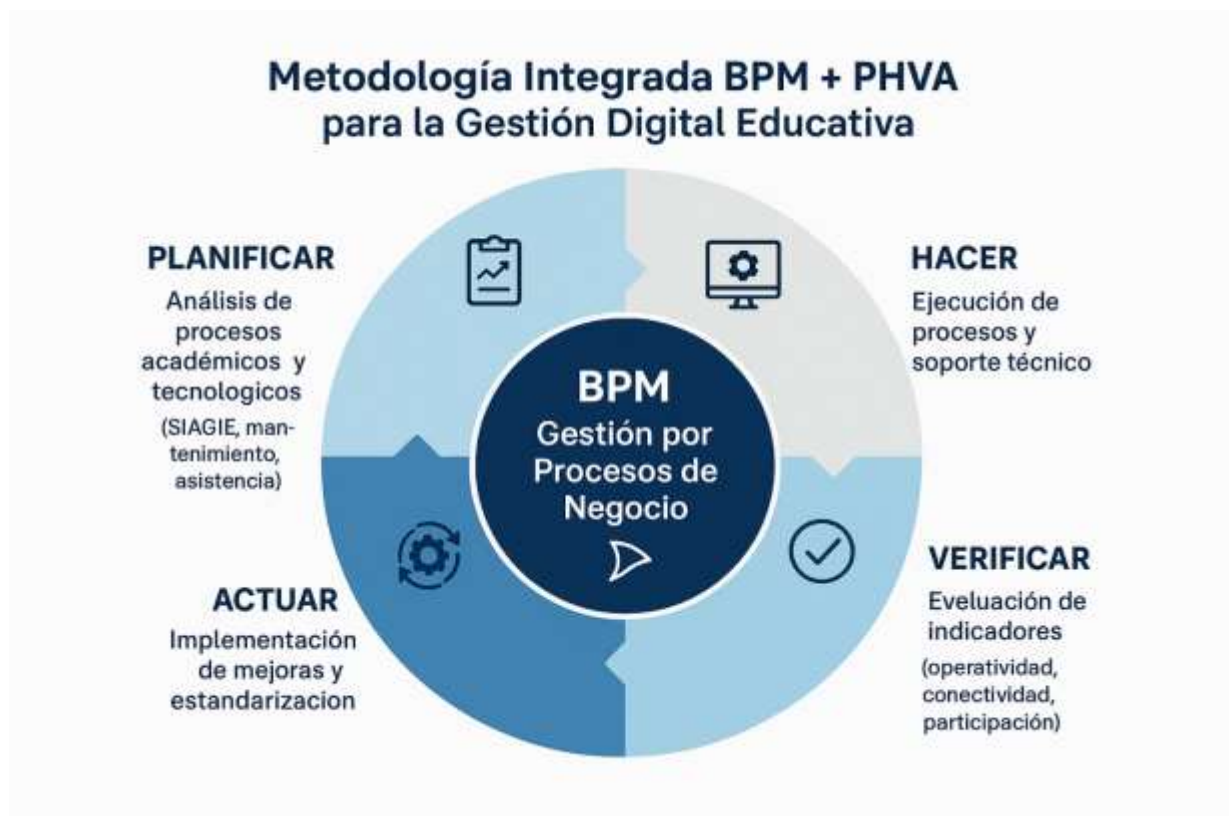 Metodología Integrada BPM + PHVA
para la Gestión Digital Educativa
PLANIFICAR
Análisis de
procesos
académicos y
tecnologicos
(SIAGIE, man-
tenimiento,
asistencia)
HACER
Ejecución de
procesos y
soporte técnico
BPM
Gestión por
Procesos de
Negocio
ACTUAR
Implementación
de mejoras y
estandarizacion
VERIFICAR
Eveluación de
indicadores
(operatividad,
conectividad,
participación)